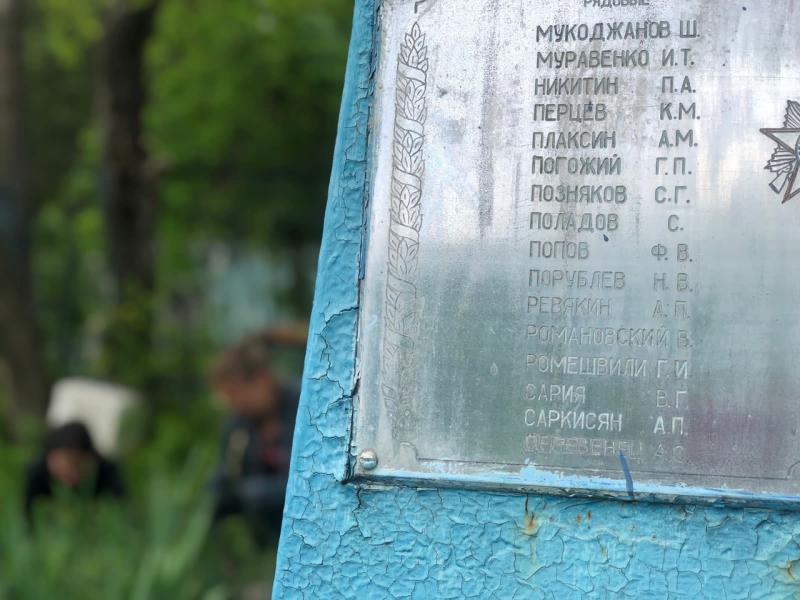 РЯДОВЫЕ
МУКОДЖАНОВ Ш.
МУРАВЕНКО И.Т.
НИКИТИН П.А.
ПЕРЦЕВ К.М.
ПЛАКСИН А.М.
ПОГОЖИЙ Г.П.
ПОЗНЯКОВ С.Г.
ПОЛАДОВ С.
ПОПОВ Ф.В.
ПОРУБЛЕВ Н.В.
РЕВЯКИН А.П.
РОМАНОВСКИЙ Б.
РОМЕШВИЛИ Г.И
САРИЯ В.Г
САРКИСЯН А.П.